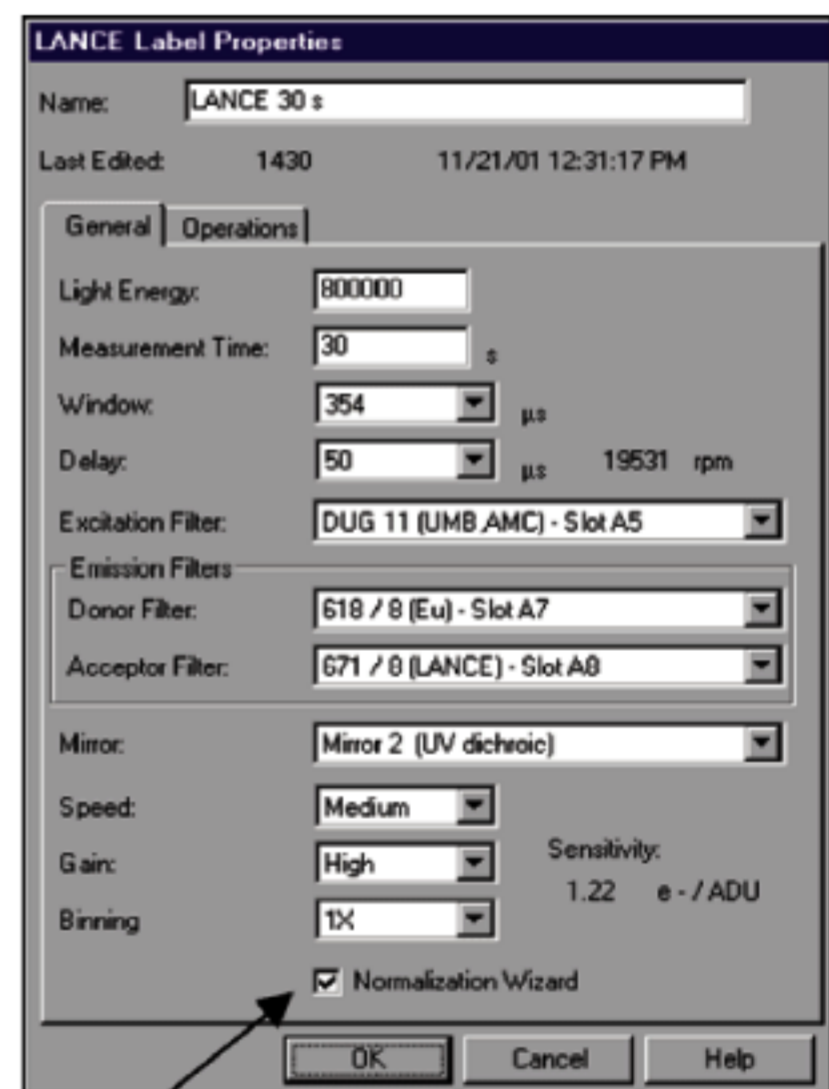 LANCE Label Properties
Name: LANCE 30 s
Last Edited: 1430 11/21/01 12:31:17 PM
General Operations
Light Energy: 800000
Measurement Time: 30 s
Window: 354 µs
Delay: 50 µs 19531 rpm
Excitation Filter: DUG 11 (UMB,AMC) - Slot A5
Emission Filters
Donor Filter: 618 / 8 (Eu) - Slot A7
Acceptor Filter: 671 / 8 (LANCE) - Slot A8
Mirror: Mirror 2 (UV dichroic)
Speed: Medium
Sensitivity:
Gain: High
1.22 e - / ADU
Binning 1X
Normalization Wizard
OK Cancel Help